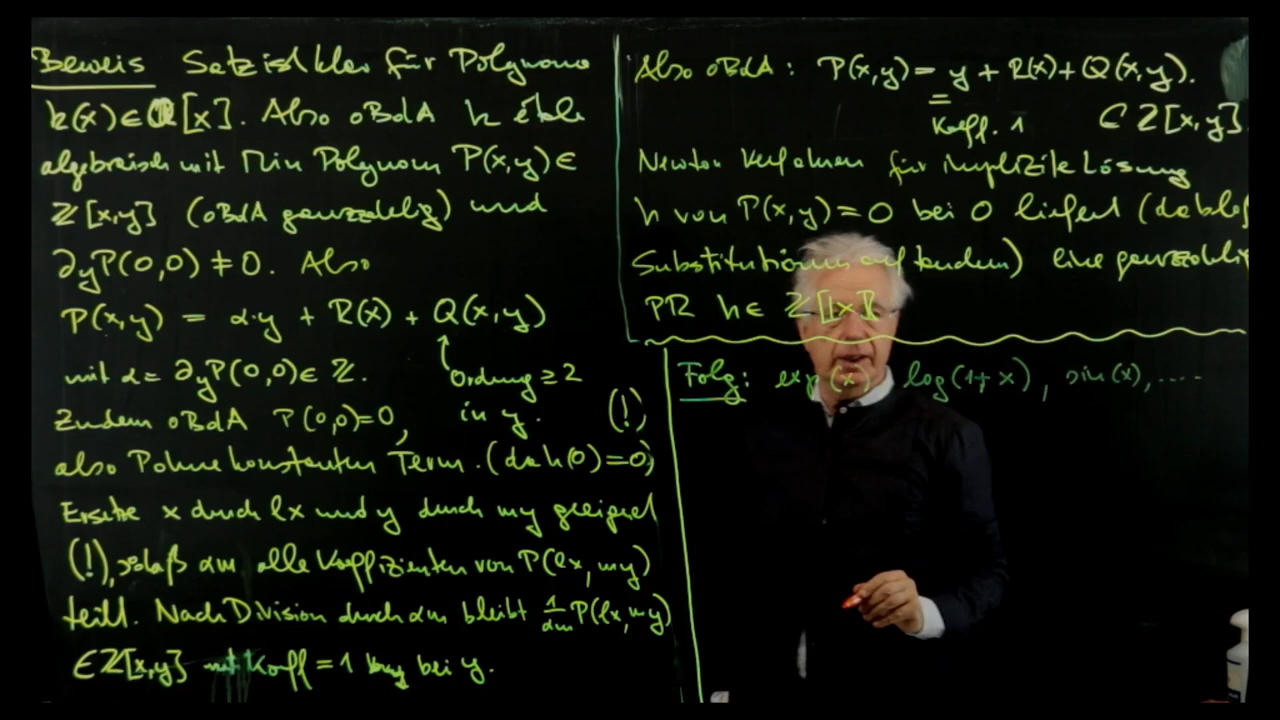 Beweis Satz ist klar für Polynome
h(x) ∈ Q[x]. Also oBdA h étale
algebraisch mit Min Polynom P(x,y) ∈
Z[x,y] (oBdA ganzzahlig) und
∂yP(0,0) ≠ 0. Also
P(x,y) = α·y + R(x) + Q(x,y)
mit α = ∂yP(0,0) ∈ Z.
Ordnung ≥ 2
in y. (!)
Zudem oBdA P(0,0)=0,
also P ohne konstanten Term. (da h(0)=0)
Ersetze x durch lx und y durch my geeignet
(!), sodaß αm alle Koeffizienten von P(lx, my)
teilt. Nach Division durch αm bleibt 1/αm P(lx, my)
∈ Z[x,y] mit Koeff = 1 bei y.
Also oBdA : P(x,y) = y + R(x) + Q(x,y).
Koeff. 1 ∈ Z[x,y]
Newton Verfahren für implizite Lösung
h von P(x,y) = 0 bei 0 liefert (da bloß
Substitutionen auftauchen) eine ganzzahlige
PR h ∈ Z[[x]]
Folg: exp(x) log(1+x), sin(x), ....